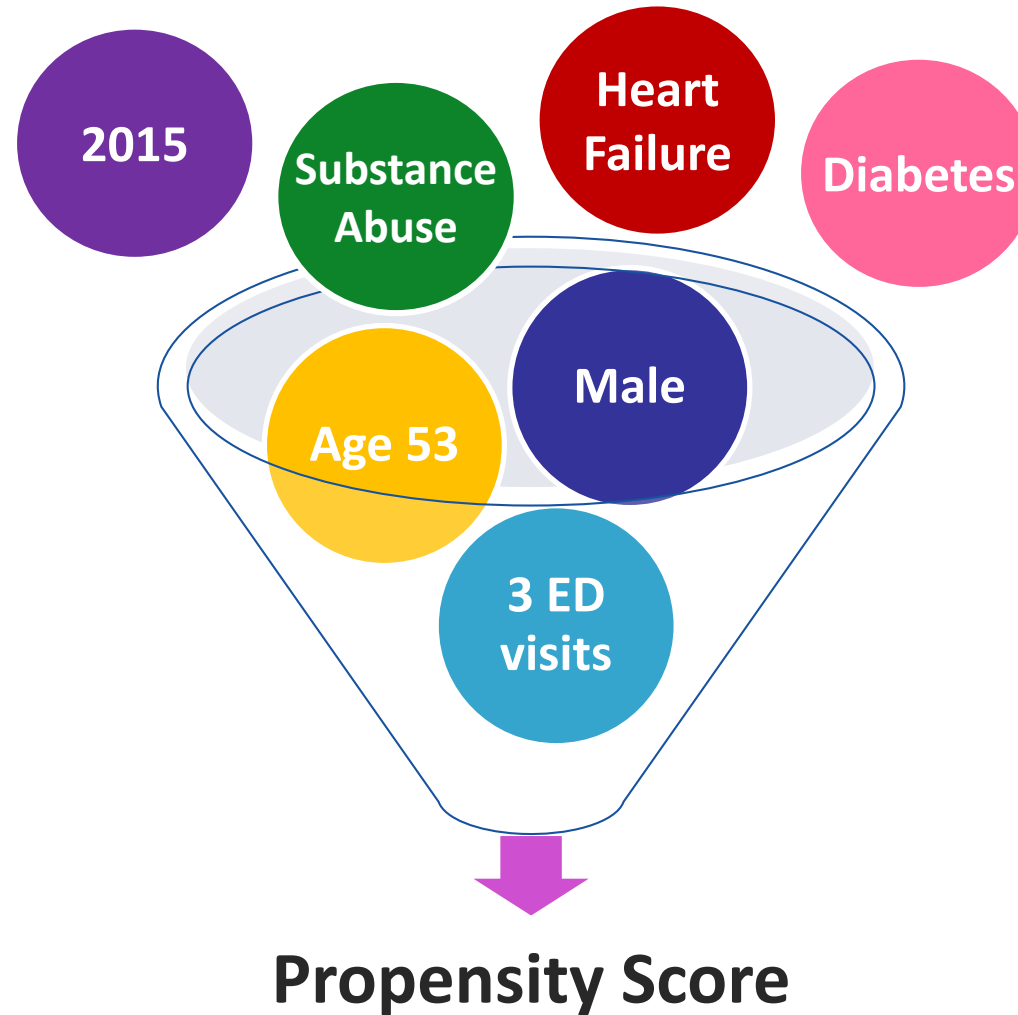 2015
Substance
Abuse
Heart
Failure
Diabetes
Age 53
Male
3 ED
visits
Propensity Score